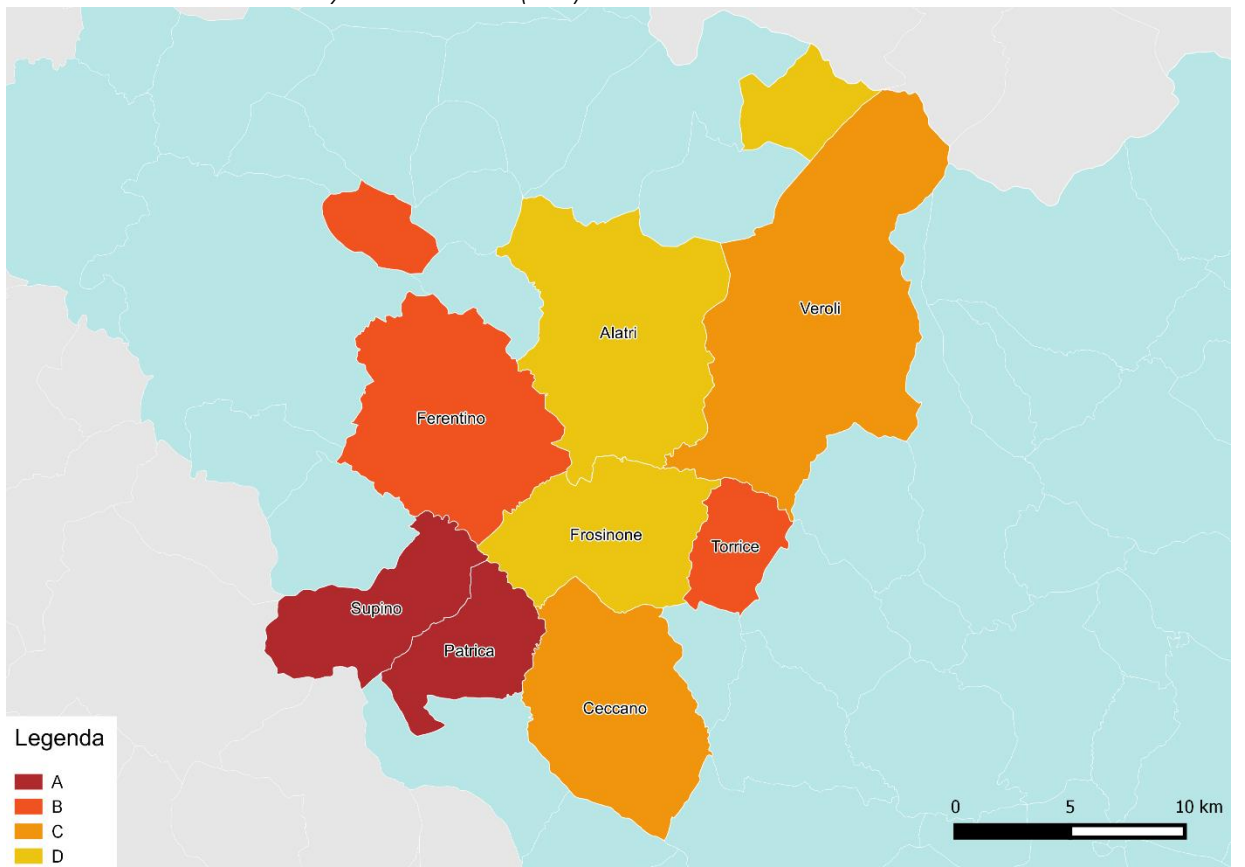 Veroli
Alatri
Ferentino
Frosinone
Torrice
Supino
Patrica
Ceccano
Legenda
A
B
C
D
0 5 10 km